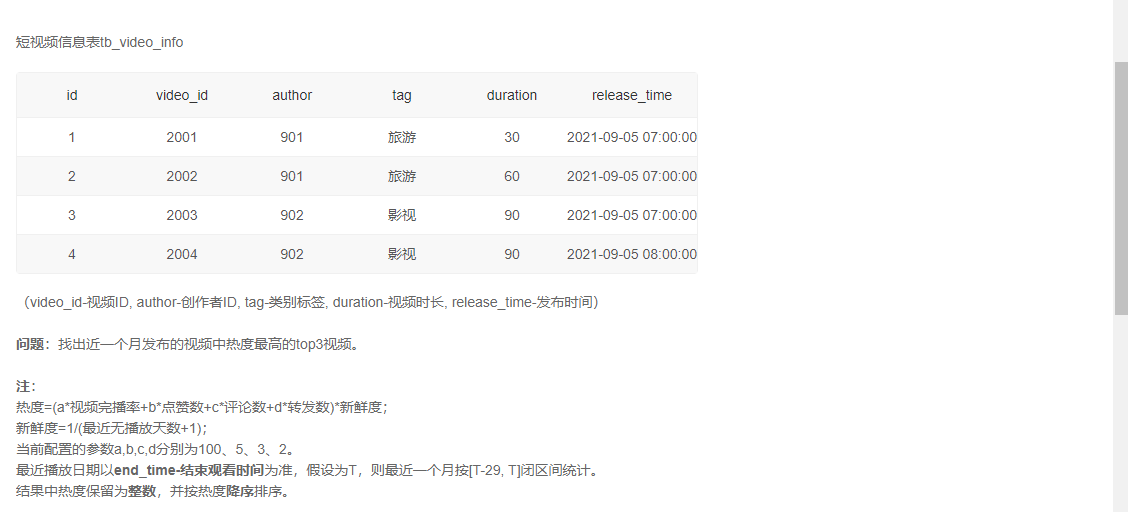 短视频信息表tb_video_info
id video_id author tag duration release_time
1 2001 901 旅游 30 2021-09-05 07:00:00
2 2002 901 旅游 60 2021-09-05 07:00:00
3 2003 902 影视 90 2021-09-05 07:00:00
4 2004 902 影视 90 2021-09-05 08:00:00
（video_id-视频ID, author-创作者ID, tag-类别标签, duration-视频时长, release_time-发布时间）
问题：找出近一个月发布的视频中热度最高的top3视频。
注：
热度=(a*视频完播率+b*点赞数+c*评论数+d*转发数)*新鲜度；
新鲜度=1/(最近无播放天数+1)；
当前配置的参数a,b,c,d分别为100、5、3、2。
最近播放日期以end_time-结束观看时间为准，假设为T，则最近一个月按[T-29, T]闭区间统计。
结果中热度保留为整数，并按热度降序排序。